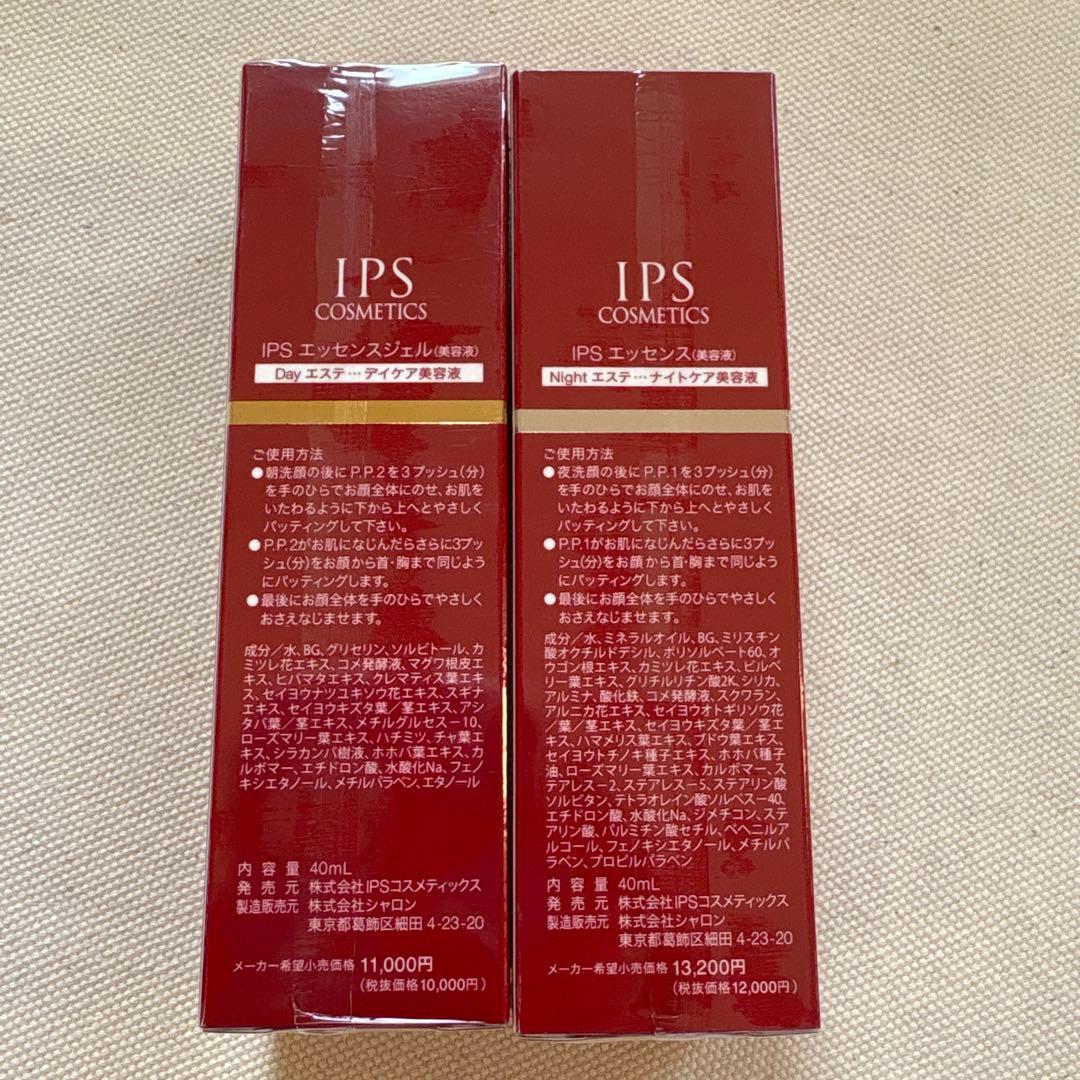 IPS
COSMETICS
IPS エッセンスジェル(美容液)
Day エステ…デイケア美容液
ご使用方法
●朝洗顔の後にP.P.2を3プッシュ(分)
を手のひらでお顔全体にのせ、お肌を
いたわるように下から上へとやさしく
パッティングして下さい。
●P.P.2がお肌になじんだらさらに3プッ
シュ(分)をお顔から首・胸まで同じよう
にパッティングします。
●最後にお顔全体を手のひらでやさしく
おさえなじませます。
成分/水、BG、グリセリン、ソルビトール、カ
ミツレ花エキス、コメ発酵液、マグワ根皮エ
キス、ヒバマタエキス、クレマティス葉エキ
ス、セイヨウナツユキソウ花エキス、スギナ
エキス、セイヨウキズタ葉/茎エキス、アシ
タバ葉/茎エキス、メチルグルセス－10、
ローズマリー葉エキス、ハチミツ、チャ葉エ
キス、シラカンバ樹液、ホホバ葉エキス、カ
ルボマー、エチドロン酸、水酸化Na、フェノ
キシエタノール、メチルパラベン、エタノール
内容量 40mL
発売元 株式会社IPSコスメティックス
製造販売元 株式会社シャロン
東京都葛飾区細田 4-23-20
メーカー希望小売価格 11,000円
(税抜価格10,000円)
IPS
COSMETICS
IPS エッセンス(美容液)
Night エステ…ナイトケア美容液
ご使用方法
●夜洗顔の後にP.P.1を3プッシュ(分)
を手のひらでお顔全体にのせ、お肌を
いたわるように下から上へとやさしく
パッティングして下さい。
●P.P.1がお肌になじんだらさらに3プッ
シュ(分)をお顔から首・胸まで同じよう
にパッティングします。
●最後にお顔全体を手のひらでやさしく
おさえなじませます。
成分/水、ミネラルオイル、BG、ミリスチン
酸オクチルドデシル、ポリソルベート60、オ
ウゴン根エキス、カミツレ花エキス、ビルベ
リー葉エキス、グリチルリチン酸2K、シリカ、
アルミナ、酸化鉄、コメ発酵液、スクワラン、
アルニカ花エキス、セイヨウオトギリソウ花
/葉/茎エキス、セイヨウキズタ葉/茎エ
キス、ハマメリス葉エキス、ブドウ葉エキス、
セイヨウトチノキ種子エキス、ホホバ種子
油、ローズマリー葉エキス、カルボマー、ス
テアレス－2、ステアレス－5、ステアリン酸
ソルビタン、テトラオレイン酸ソルベス－40、
エチドロン酸、水酸化Na、ジメチコン、ステ
アリン酸、パルミチン酸セチル、ベヘニルア
ルコール、フェノキシエタノール、メチルパ
ラベン、プロピルパラベン
内容量 40mL
発売元 株式会社IPSコスメティックス
製造販売元 株式会社シャロン
東京都葛飾区細田 4-23-20
メーカー希望小売価格 13,200円
(税抜価格12,000円)